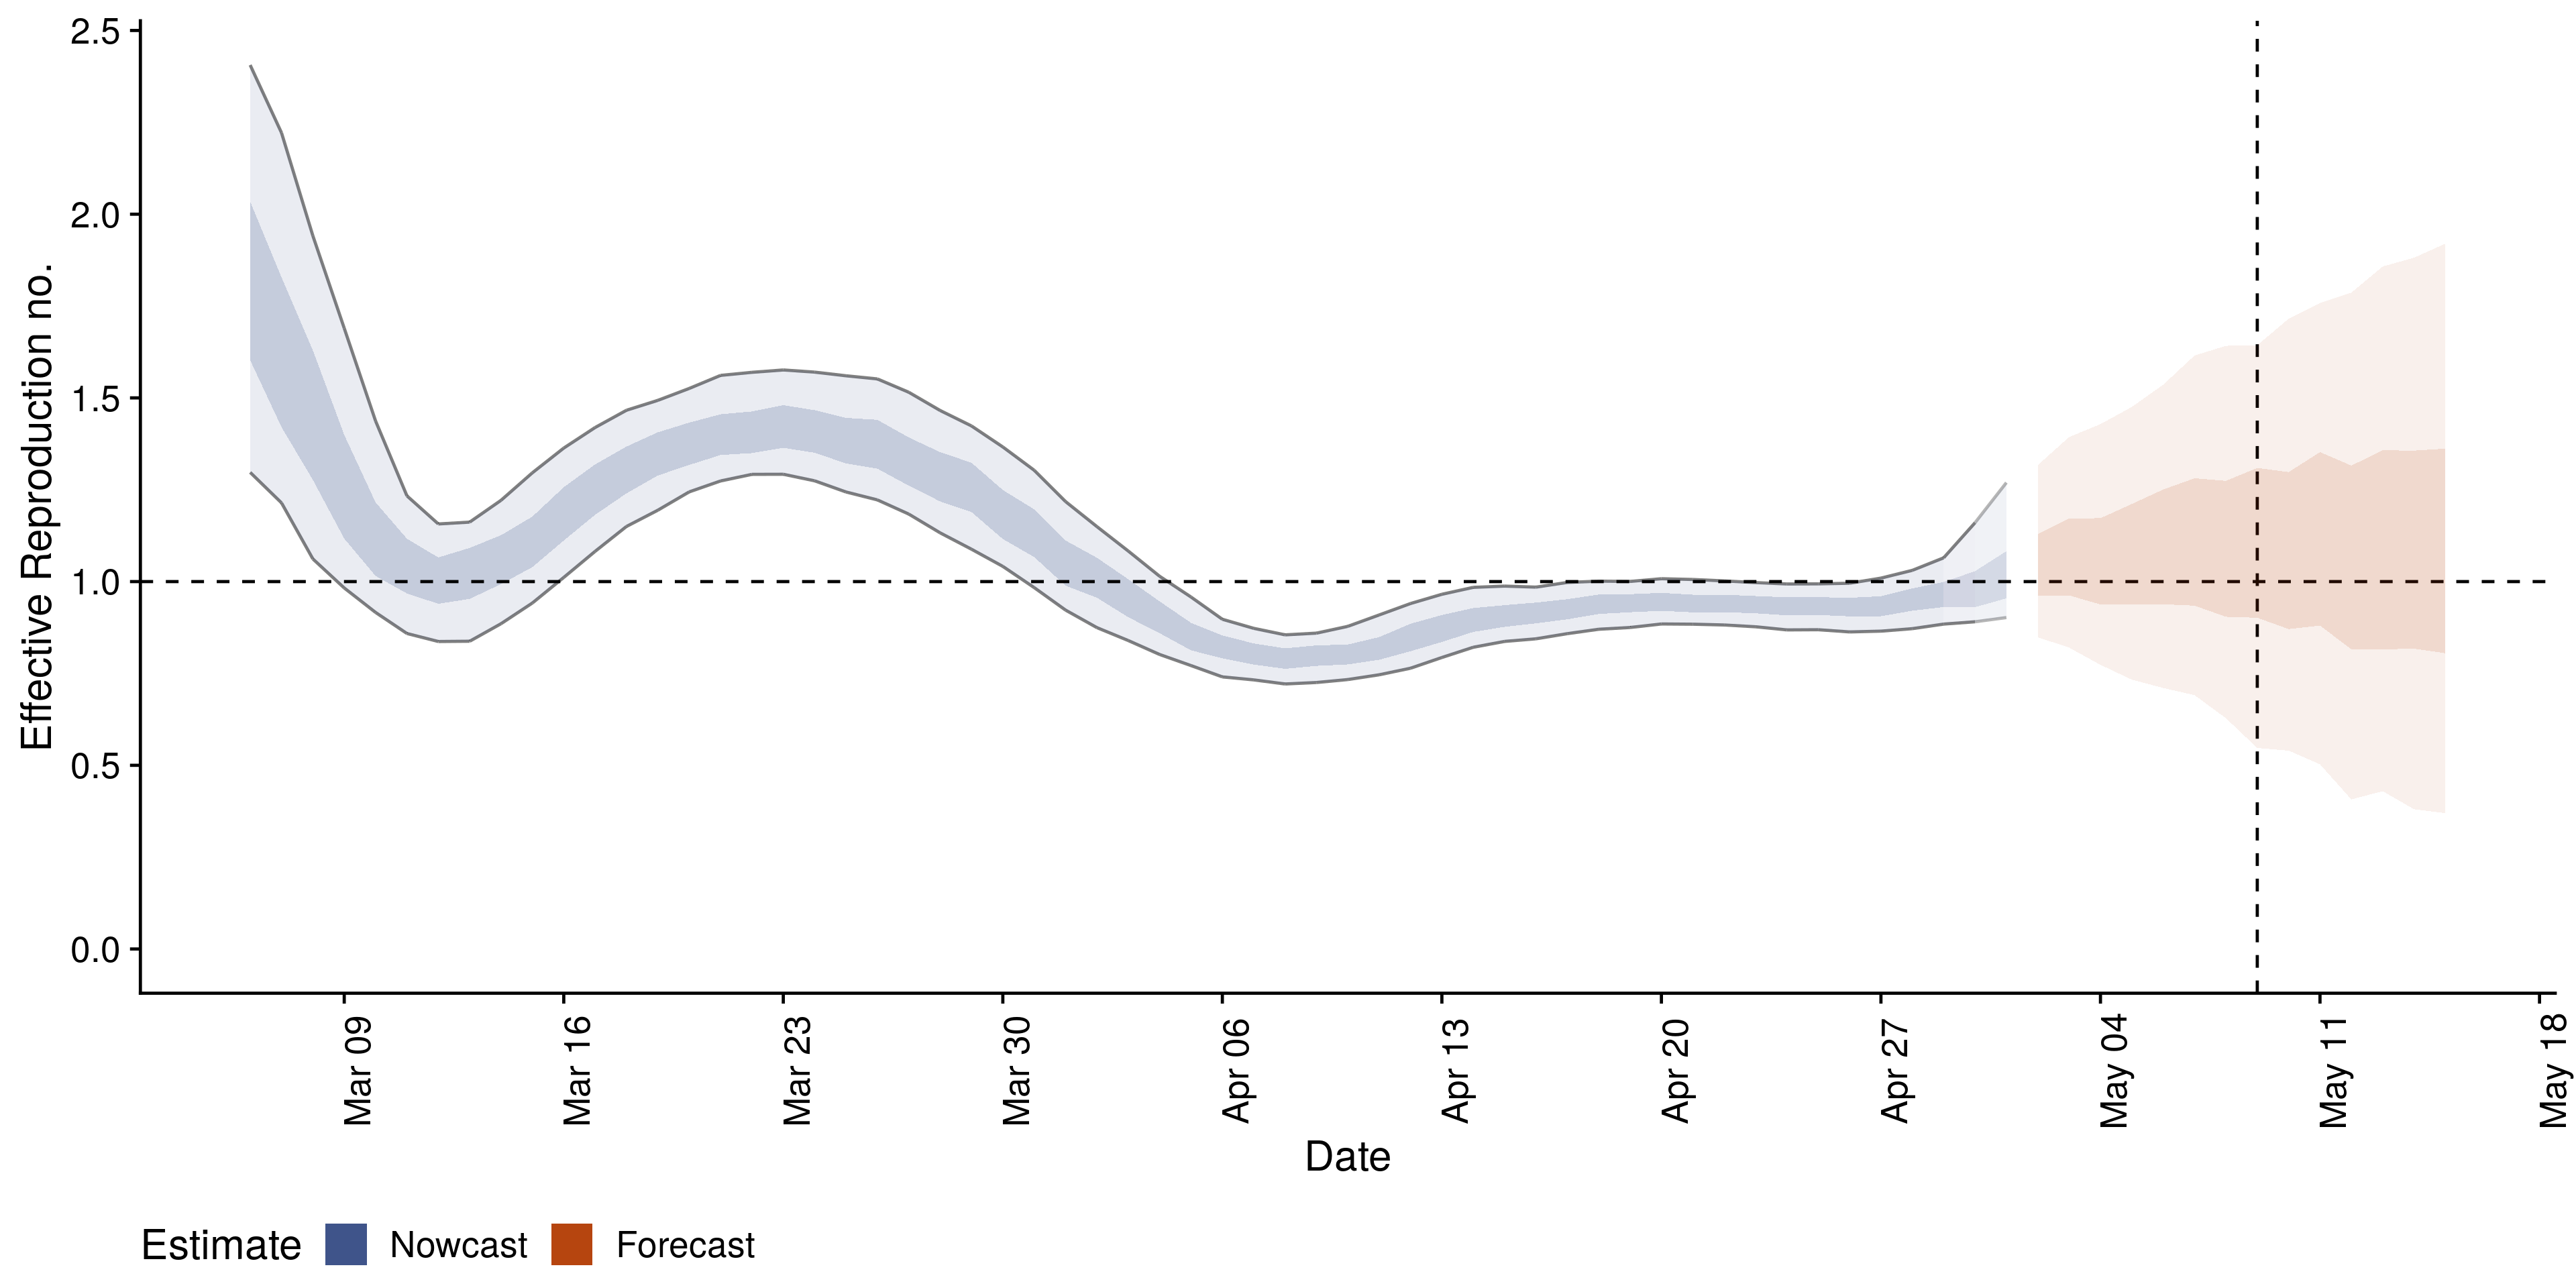 Effective Reproduction no.
2.5
2.0
1.5
1.0
0.5
0.0
Mar 09
Mar 16
Mar 23
Mar 30
Apr 06
Apr 13
Apr 20
Apr 27
May 04
May 11
May 18
Date
Estimate Nowcast Forecast